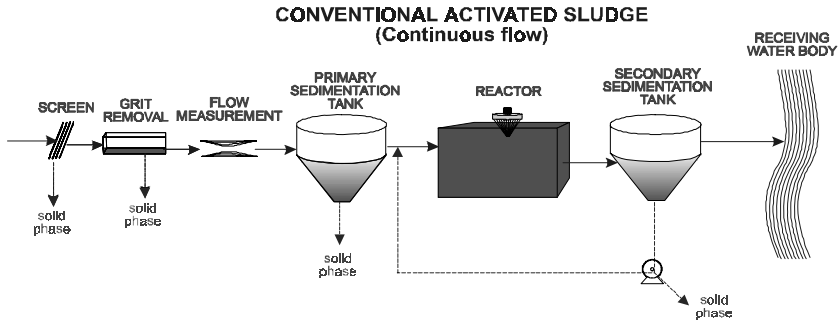 CONVENTIONAL ACTIVATED SLUDGE
(Continuous flow)
RECEIVING
WATER BODY
SCREEN
GRIT
REMOVAL
FLOW
MEASUREMENT
PRIMARY
SEDIMENTATION
TANK
REACTOR
SECONDARY
SEDIMENTATION
TANK
solid
phase
solid
phase
solid
phase
solid
phase